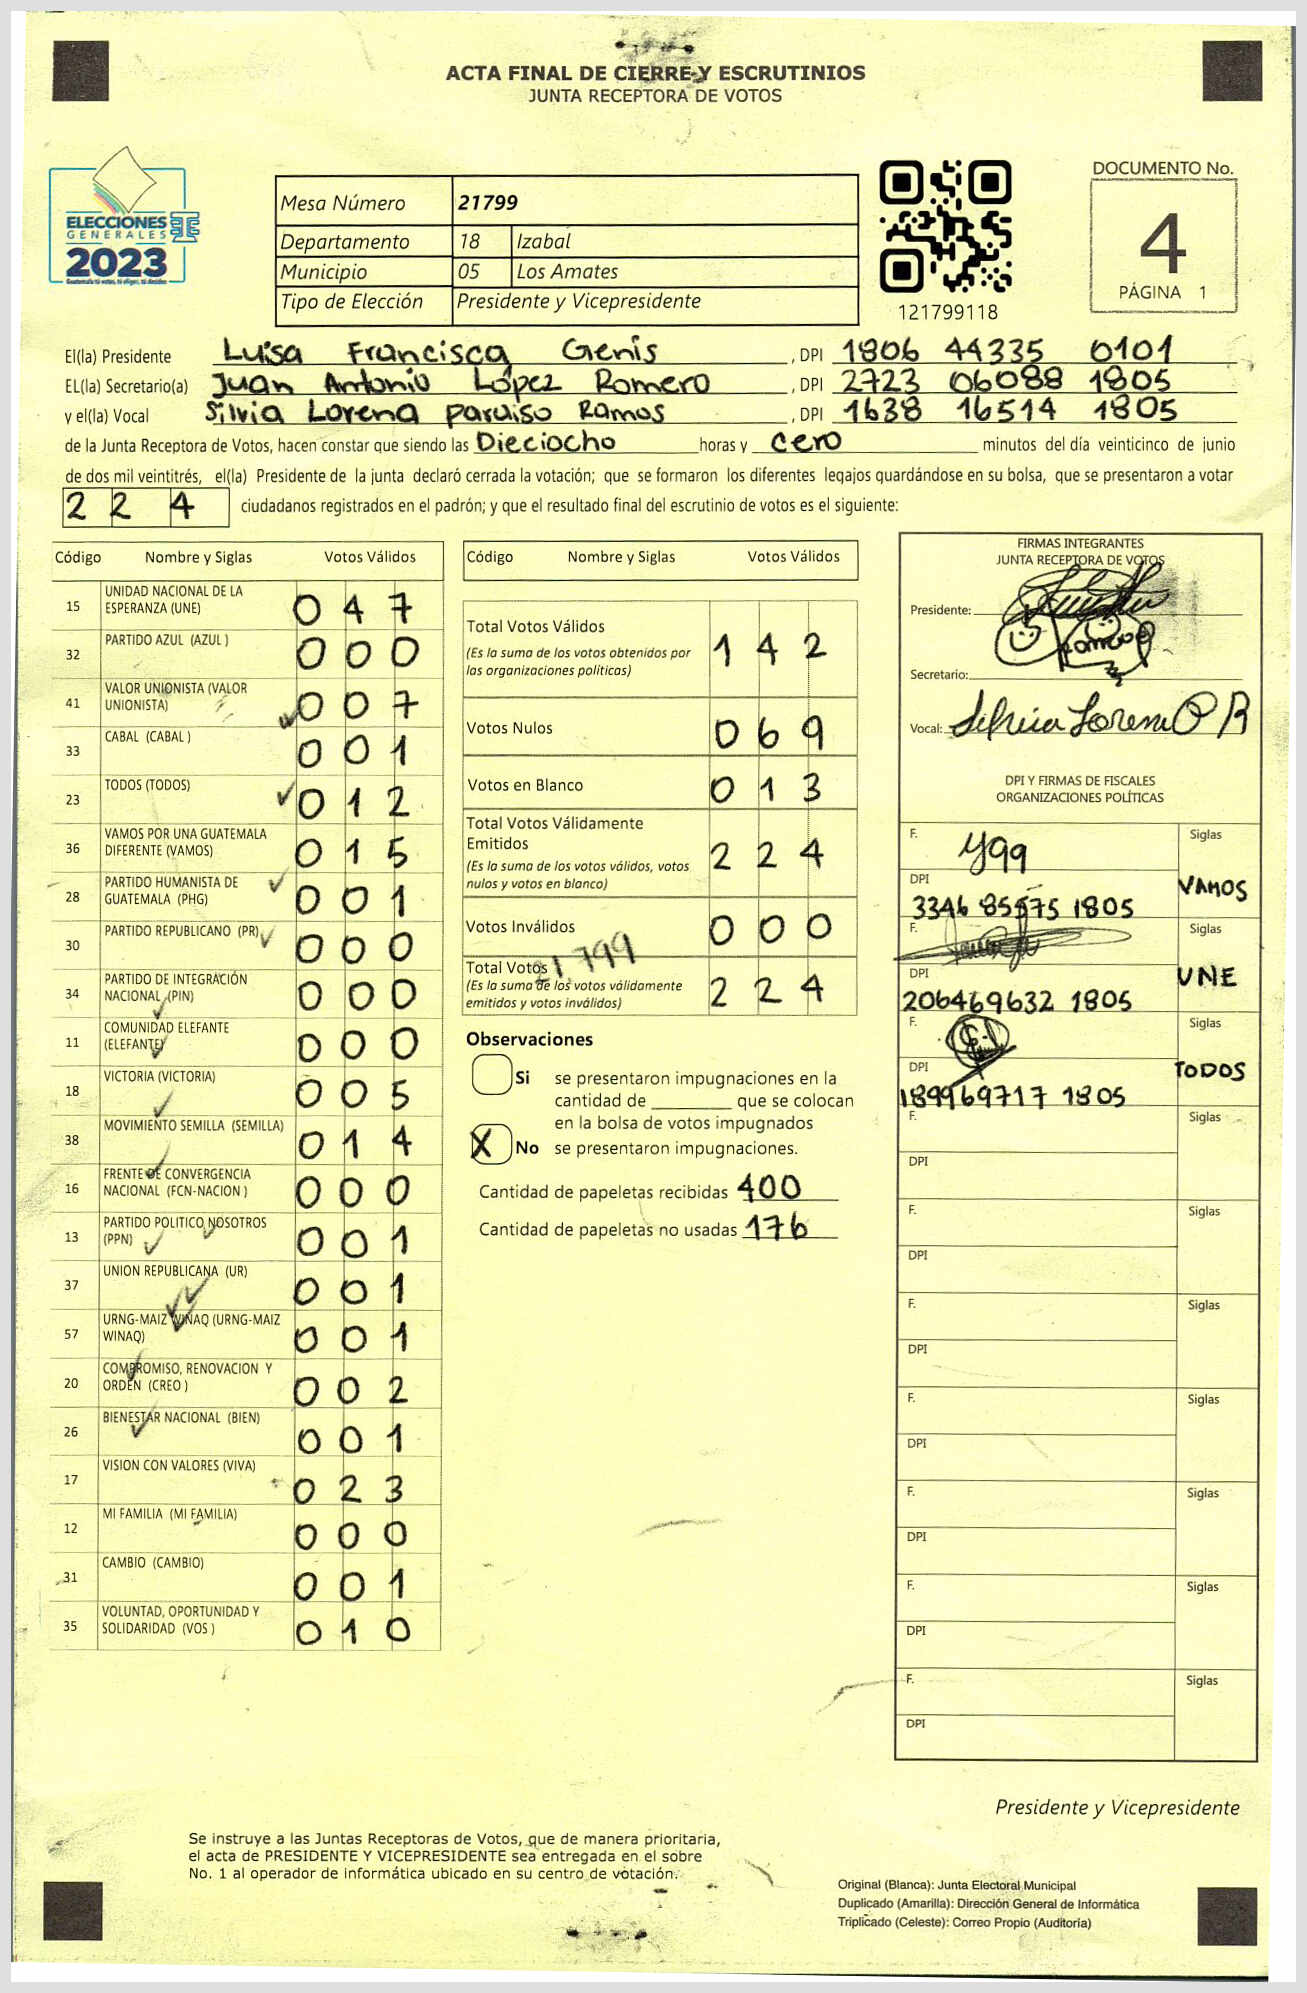 ACTA FINAL DE CIERRE Y ESCRUTINIOS
JUNTA RECEPTORA DE VOTOS
ELECCIONES
GENERALES
2023
Mesa Número 21799
Departamento 18 Izabal
Municipio 05 Los Amates
Tipo de Elección Presidente y Vicepresidente
121799118
DOCUMENTO No.
4
PÁGINA 1
El(la) Presidente Luisa Francisca Genis , DPI 1806 44335 0101
EL(la) Secretario(a) Juan Antonio López Romero , DPI 2723 06088 1805
y el(la) Vocal Silvia Lorena paraiso Ramos , DPI 1638 16514 1805
de la Junta Receptora de Votos, hacen constar que siendo las Dieciocho horas y cero minutos del día veinticinco de junio
de dos mil veintitrés, el(la) Presidente de la junta declaró cerrada la votación; que se formaron los diferentes legajos guardándose en su bolsa, que se presentaron a votar
2 2 4 ciudadanos registrados en el padrón; y que el resultado final del escrutinio de votos es el siguiente:
Código Nombre y Siglas Votos Válidos
15 UNIDAD NACIONAL DE LA
ESPERANZA (UNE) 0 4 7
32 PARTIDO AZUL (AZUL ) 0 0 0
41 VALOR UNIONISTA (VALOR
UNIONISTA) 0 0 7
33 CABAL (CABAL ) 0 0 1
23 TODOS (TODOS) 0 1 2
36 VAMOS POR UNA GUATEMALA
DIFERENTE (VAMOS) 0 1 5
28 PARTIDO HUMANISTA DE
GUATEMALA (PHG) 0 0 1
30 PARTIDO REPUBLICANO (PR) 0 0 0
34 PARTIDO DE INTEGRACIÓN
NACIONAL (PIN) 0 0 0
11 COMUNIDAD ELEFANTE
(ELEFANTE) 0 0 0
18 VICTORIA (VICTORIA) 0 0 5
38 MOVIMIENTO SEMILLA (SEMILLA) 0 1 4
16 FRENTE DE CONVERGENCIA
NACIONAL (FCN-NACION ) 0 0 0
13 PARTIDO POLITICO NOSOTROS
(PPN) 0 0 1
37 UNION REPUBLICANA (UR) 0 0 1
57 URNG-MAIZ WINAQ (URNG-MAIZ
WINAQ) 0 0 1
20 COMPROMISO, RENOVACION Y
ORDEN (CREO ) 0 0 2
26 BIENESTAR NACIONAL (BIEN) 0 0 1
17 VISION CON VALORES (VIVA) 0 2 3
12 MI FAMILIA (MI FAMILIA) 0 0 0
31 CAMBIO (CAMBIO) 0 0 1
35 VOLUNTAD, OPORTUNIDAD Y
SOLIDARIDAD (VOS ) 0 1 0
Código Nombre y Siglas Votos Válidos
Total Votos Válidos 1 4 2
(Es la suma de los votos obtenidos por
las organizaciones políticas)
Votos Nulos 0 6 9
Votos en Blanco 0 1 3
Total Votos Válidamente
Emitidos 2 2 4
(Es la suma de los votos válidos, votos
nulos y votos en blanco)
Votos Inválidos 0 0 0
21,799
Total Votos 2 2 4
(Es la suma de los votos válidamente
emitidos y votos inválidos)
Observaciones
Si se presentaron impugnaciones en la
cantidad de ________ que se colocan
en la bolsa de votos impugnados
X No se presentaron impugnaciones.
Cantidad de papeletas recibidas 400
Cantidad de papeletas no usadas 176
FIRMAS INTEGRANTES
JUNTA RECEPTORA DE VOTOS
Presidente:
Secretario:
Vocal: Silvia Lorena P R
DPI Y FIRMAS DE FISCALES
ORGANIZACIONES POLÍTICAS
F. Siglas
DPI VAMOS
3346 85575 1805
F. Siglas
DPI UNE
206469632 1805
F. Siglas
DPI TODOS
189969717 1805
F. Siglas
DPI
F. Siglas
DPI
F. Siglas
DPI
F. Siglas
DPI
F. Siglas
DPI
F. Siglas
DPI
F. Siglas
DPI
Presidente y Vicepresidente
Se instruye a las Juntas Receptoras de Votos, que de manera prioritaria,
el acta de PRESIDENTE Y VICEPRESIDENTE sea entregada en el sobre
No. 1 al operador de informática ubicado en su centro de votación.
Original (Blanca): Junta Electoral Municipal
Duplicado (Amarilla): Dirección General de Informática
Triplicado (Celeste): Correo Propio (Auditoría)